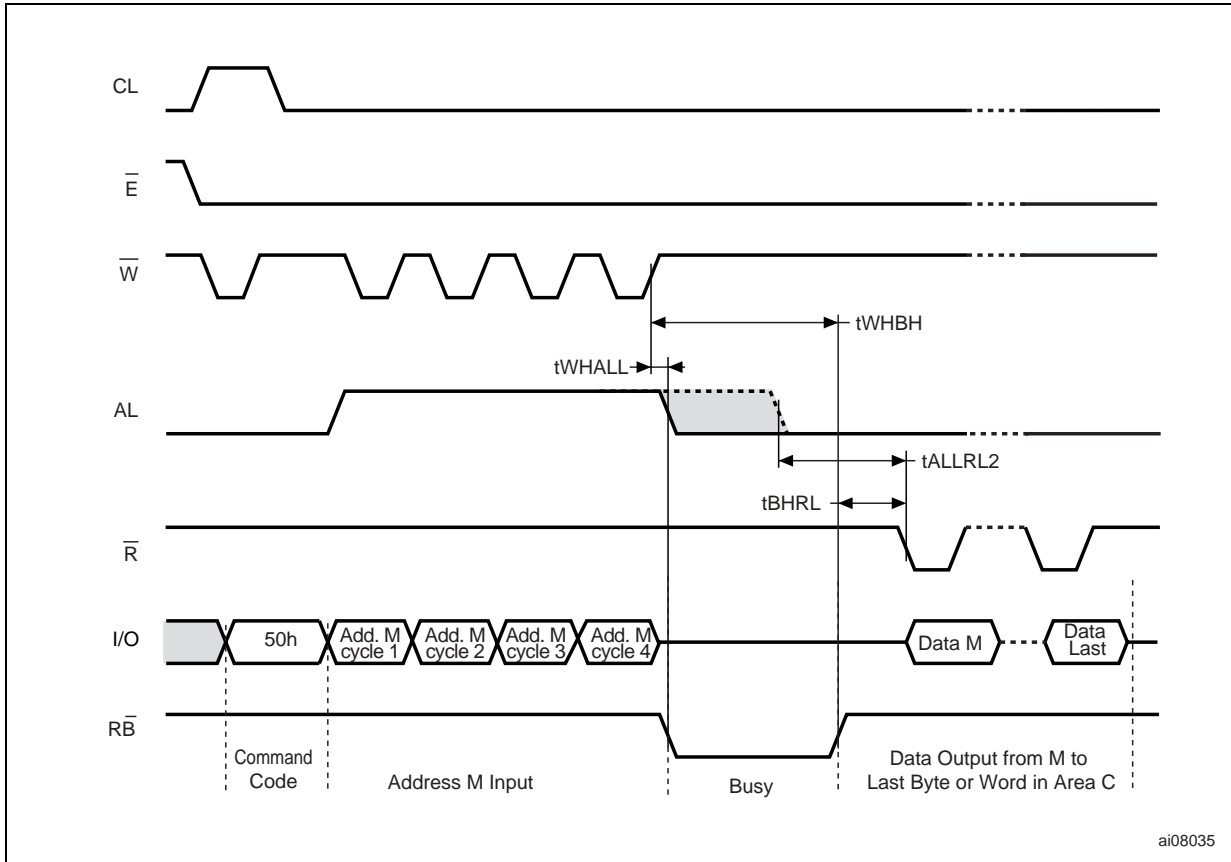 CL
E
W
tWHBH
tWHALL
AL
tALLRL2
tBHRL
R
I/O
50h
Add. M
cycle 1
Add. M
cycle 2
Add. M
cycle 3
Add. M
cycle 4
Data M
Data
Last
RB
Command
Code
Address M Input
Busy
Data Output from M to
Last Byte or Word in Area C
ai08035